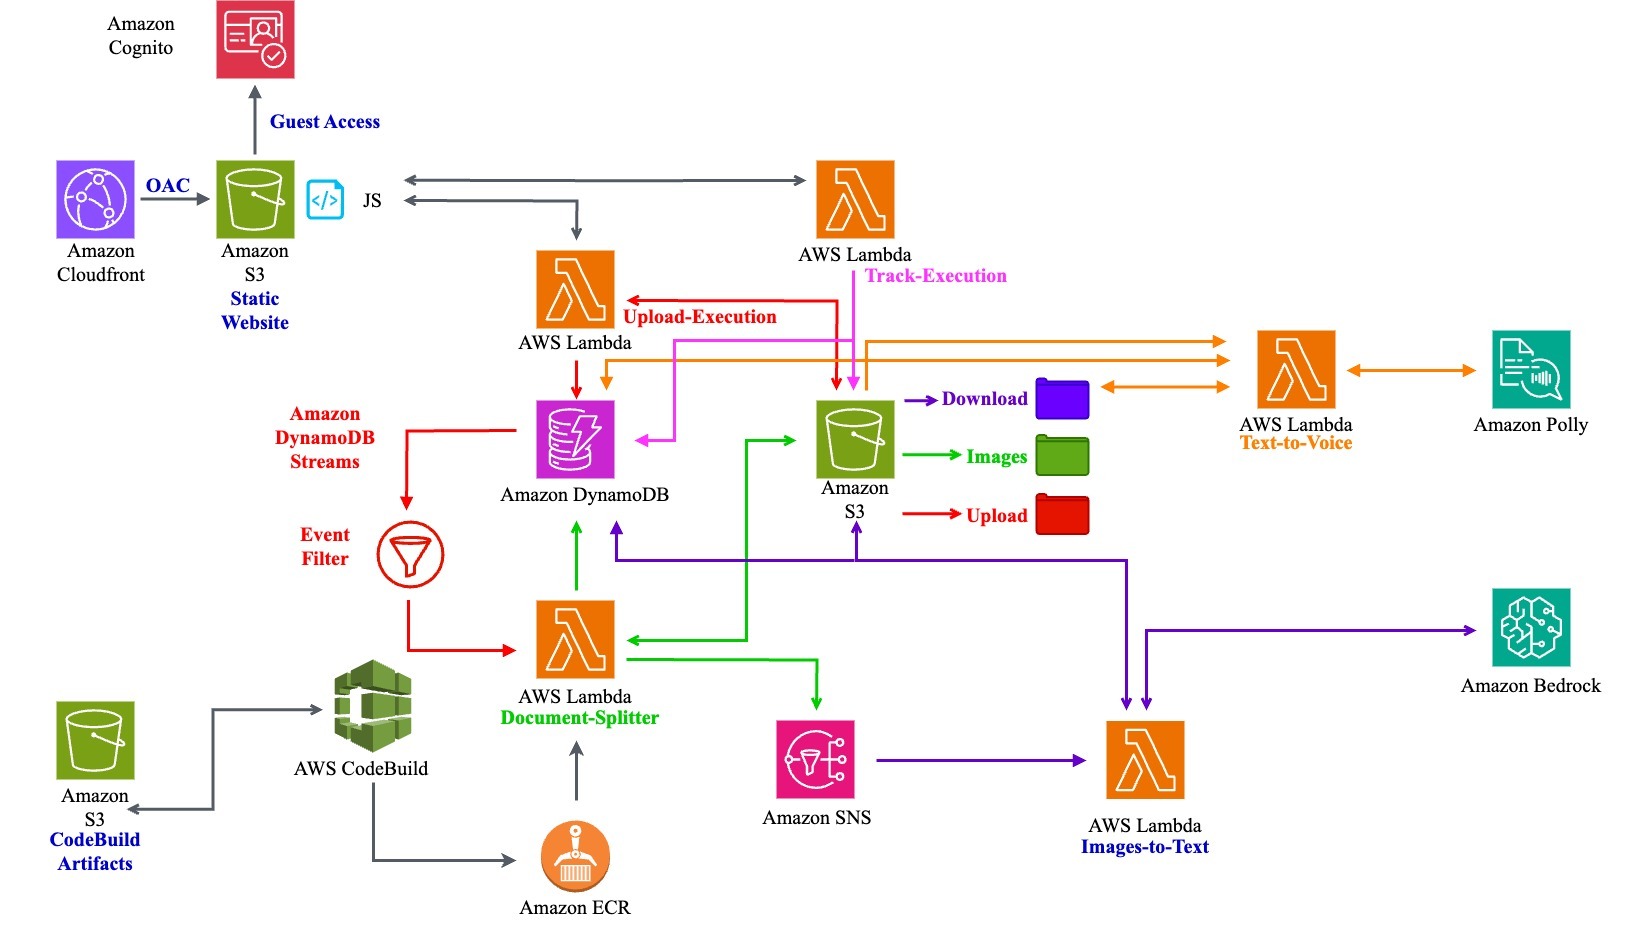 Amazon
Cognito
Guest Access
OAC
JS
Amazon
Cloudfront
Amazon
S3
Static
Website
AWS Lambda
Track-Execution
Upload-Execution
AWS Lambda
Amazon
DynamoDB
Streams
Download
Images
Upload
AWS Lambda
Text-to-Voice
Amazon Polly
Amazon DynamoDB
Amazon
S3
Event
Filter
AWS Lambda
Document-Splitter
Amazon Bedrock
AWS CodeBuild
Amazon
S3
CodeBuild
Artifacts
Amazon SNS
AWS Lambda
Images-to-Text
Amazon ECR